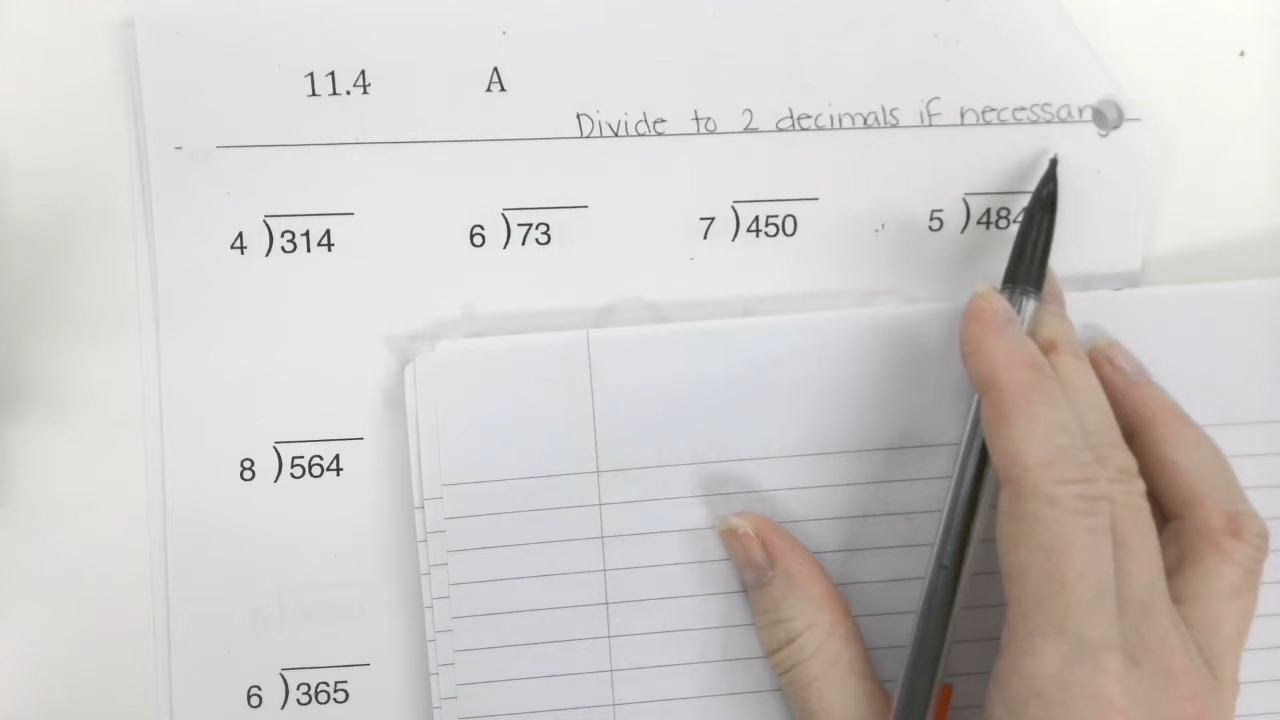 11.4 A
Divide to 2 decimals if necessary
4 )314 6 )73 7 )450 5 )484
8 )564
6 )365